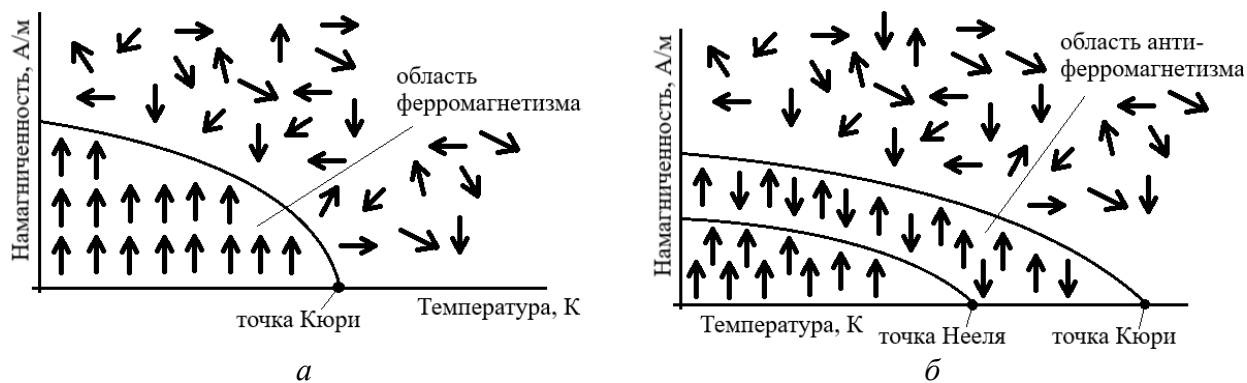 Намагниченность, А/м
область
ферромагнетизма
Температура, К
точка Кюри
а
Намагниченность, А/м
область анти-
ферромагнетизма
Температура, К
точка Нееля
точка Кюри
б